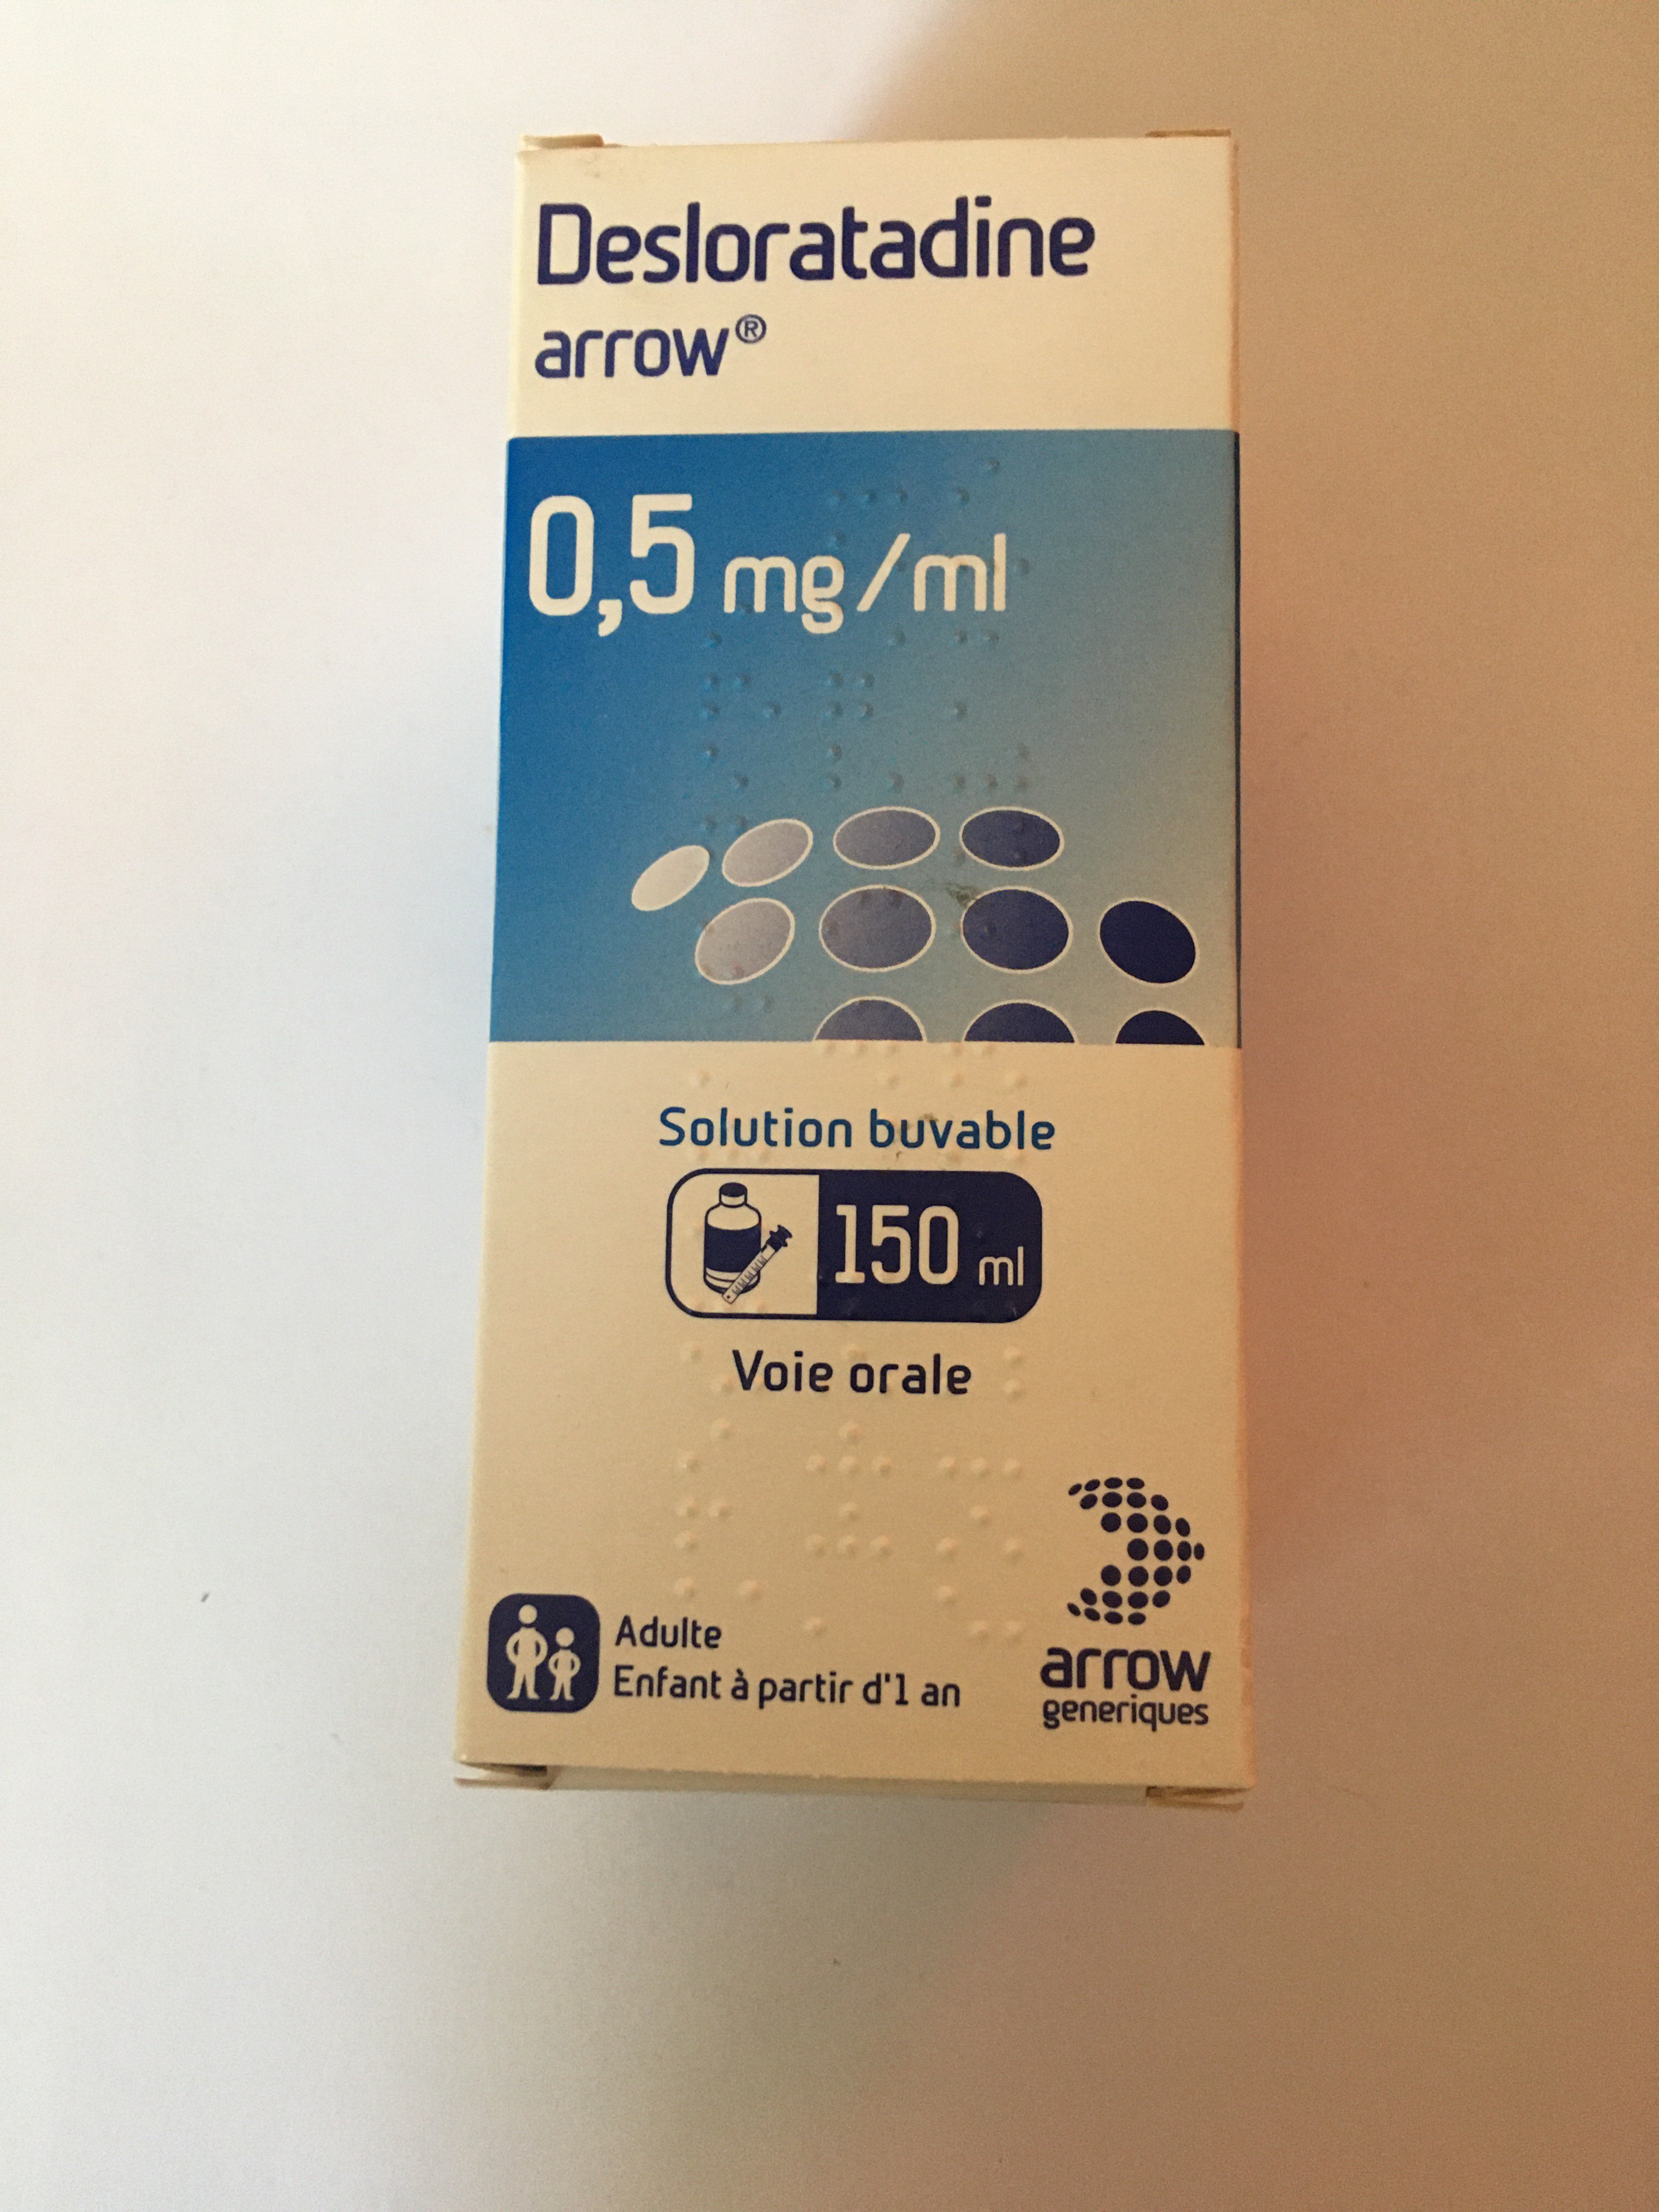 Desloratadine
arrow®
0,5 mg/ml
Solution buvable
150 ml
Voie orale
Adulte
Enfant à partir d'1 an
arrow
generiques